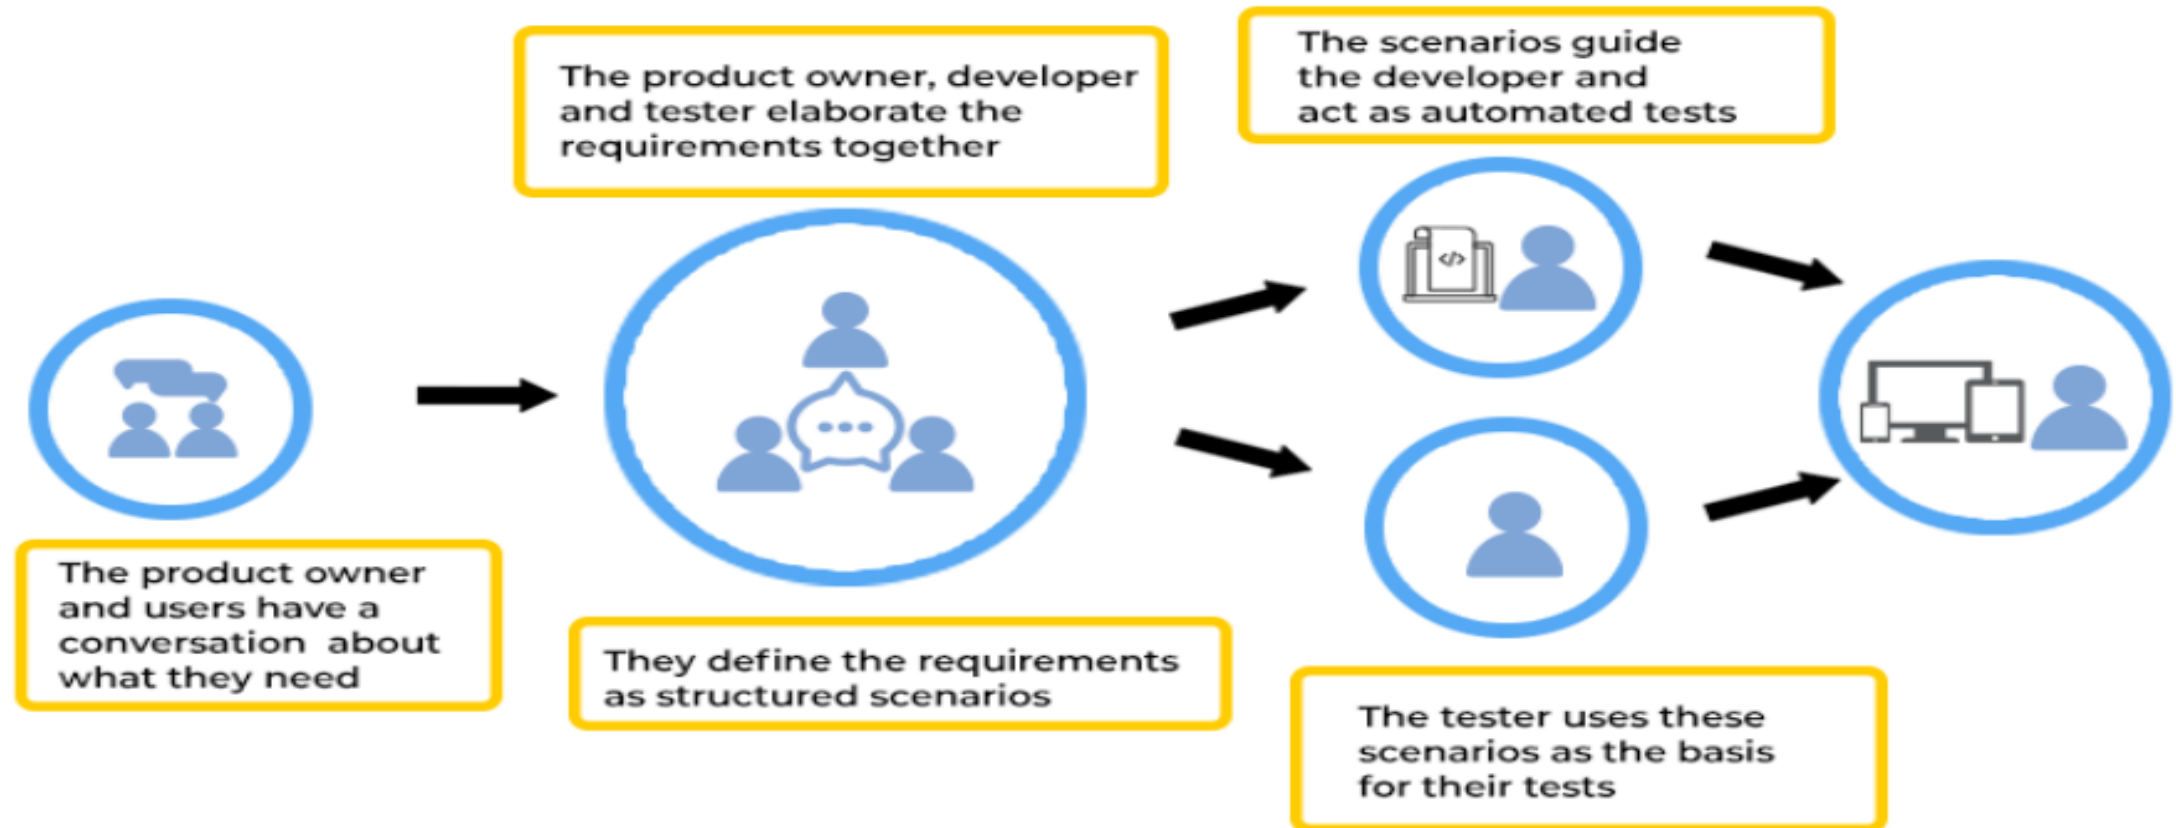 The product owner
and users have a
conversation about
what they need
The product owner, developer
and tester elaborate the
requirements together
They define the requirements
as structured scenarios
The scenarios guide
the developer and
act as automated tests
</>
The tester uses these
scenarios as the basis
for their tests